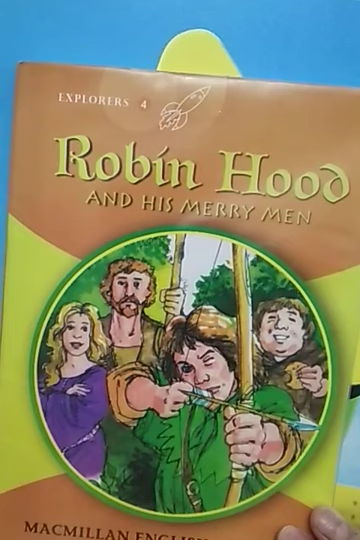 EXPLORERS 4
Robin Hood
AND HIS MERRY MEN
MACMILLAN ENGLISH